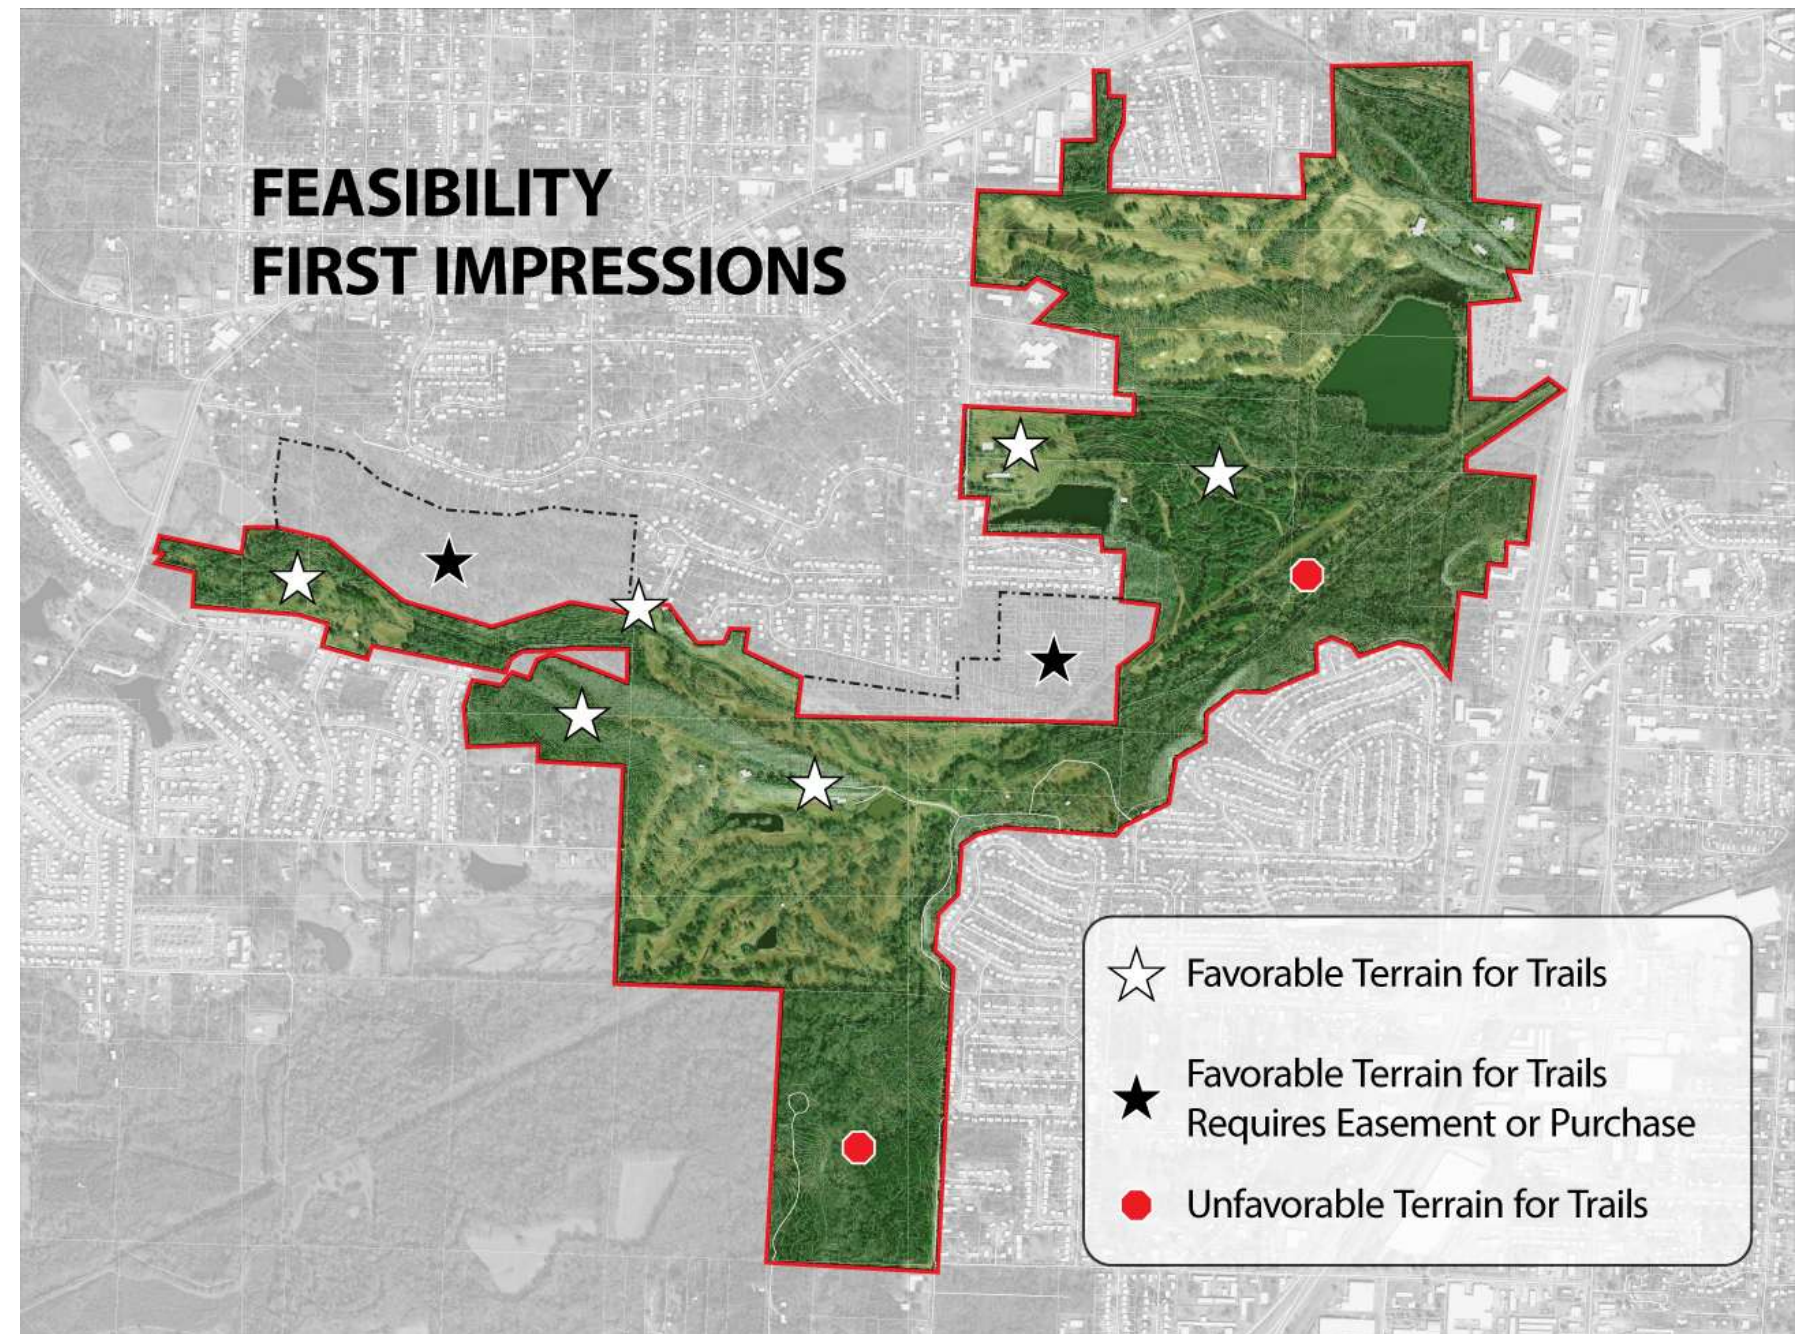 FEASIBILITY
FIRST IMPRESSIONS
Favorable Terrain for Trails
Favorable Terrain for Trails
Requires Easement or Purchase
Unfavorable Terrain for Trails